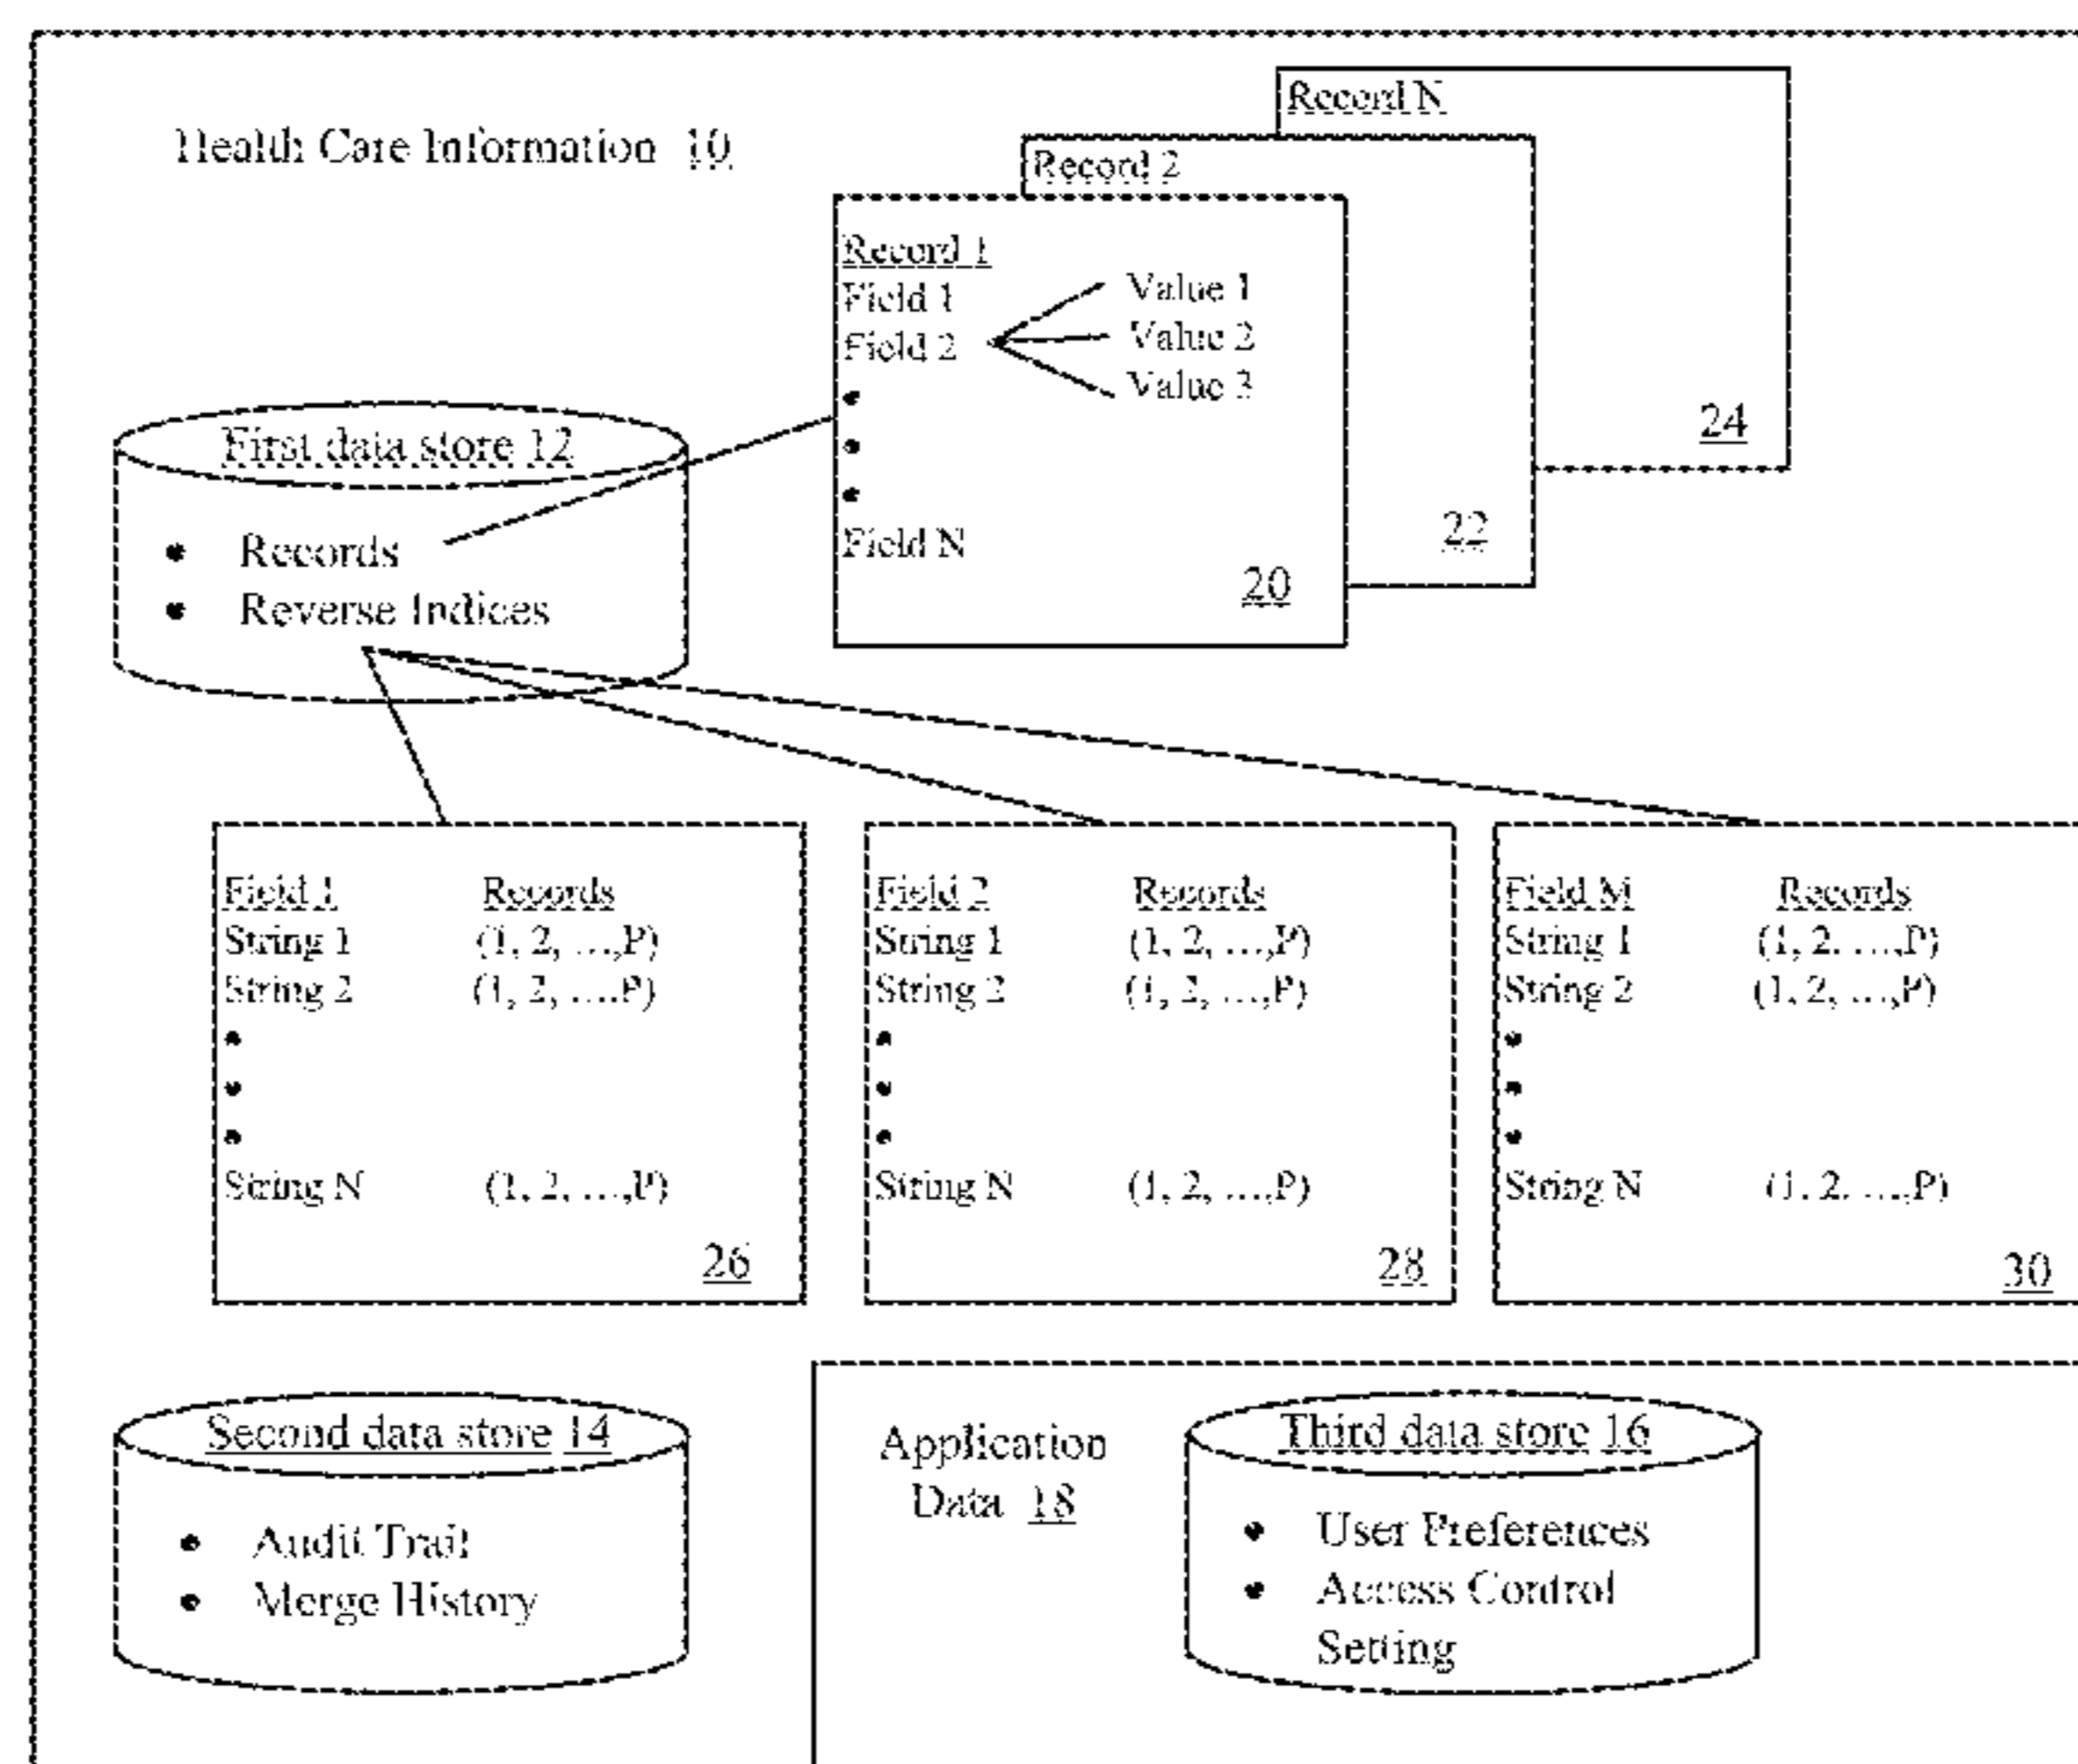 Health Care Information 10
Record N
24
Record 2
22
Record 1
Field 1
Field 2
Value 1
Value 2
Value 3
Field N
20
First data store 12
• Records
• Reverse Indices
Field 1 Records
String 1 (1, 2, ...,P)
String 2 (1, 2, ....P)
String N (1, 2, ...,P)
26
Field 2 Records
String 1 (1, 2, ...,P)
String 2 (1, 2, ...,P)
String N (1, 2, ...,P)
28
Field M Records
String 1 (1, 2. ...,P)
String 2 (1, 2, ...,P)
String N (1. 2. ...,P)
30
Second data store 14
• Audit Trail
• Merge History
Application
Data 18
Third data store 16
• User Preferences
• Access Control
Setting